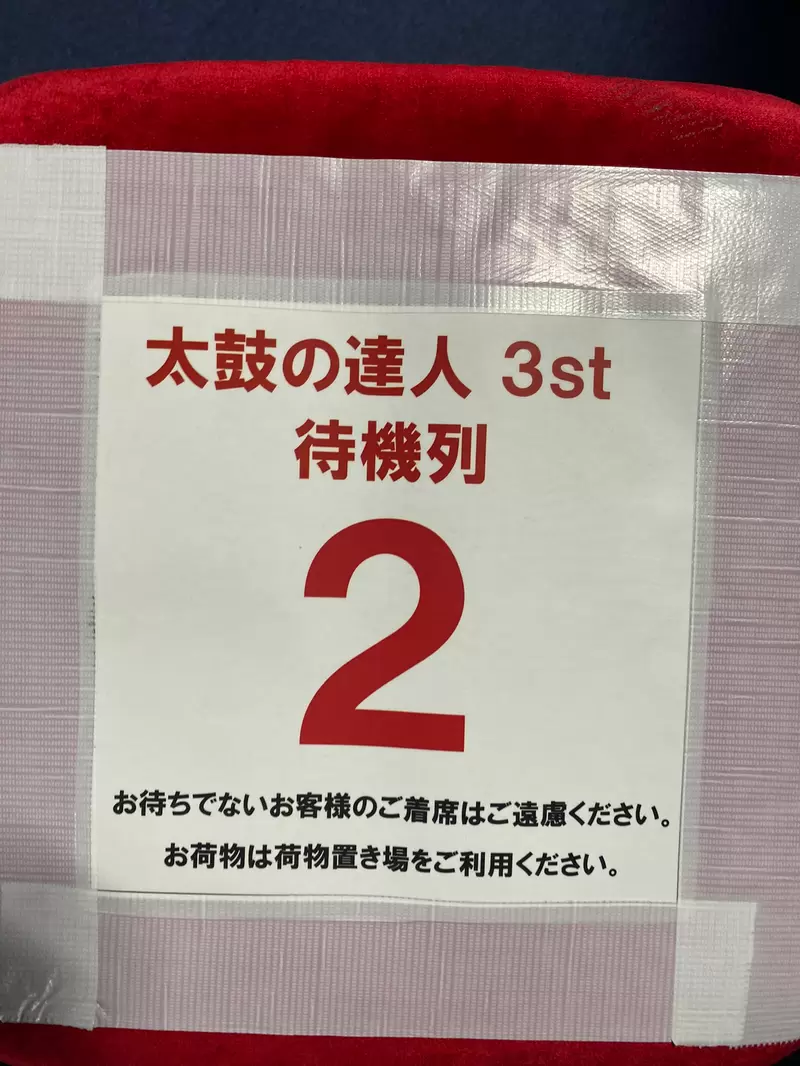 太鼓の達人 3st
待機列
2
お待ちでないお客様のご着席はご遠慮ください。
お荷物は荷物置き場をご利用ください。